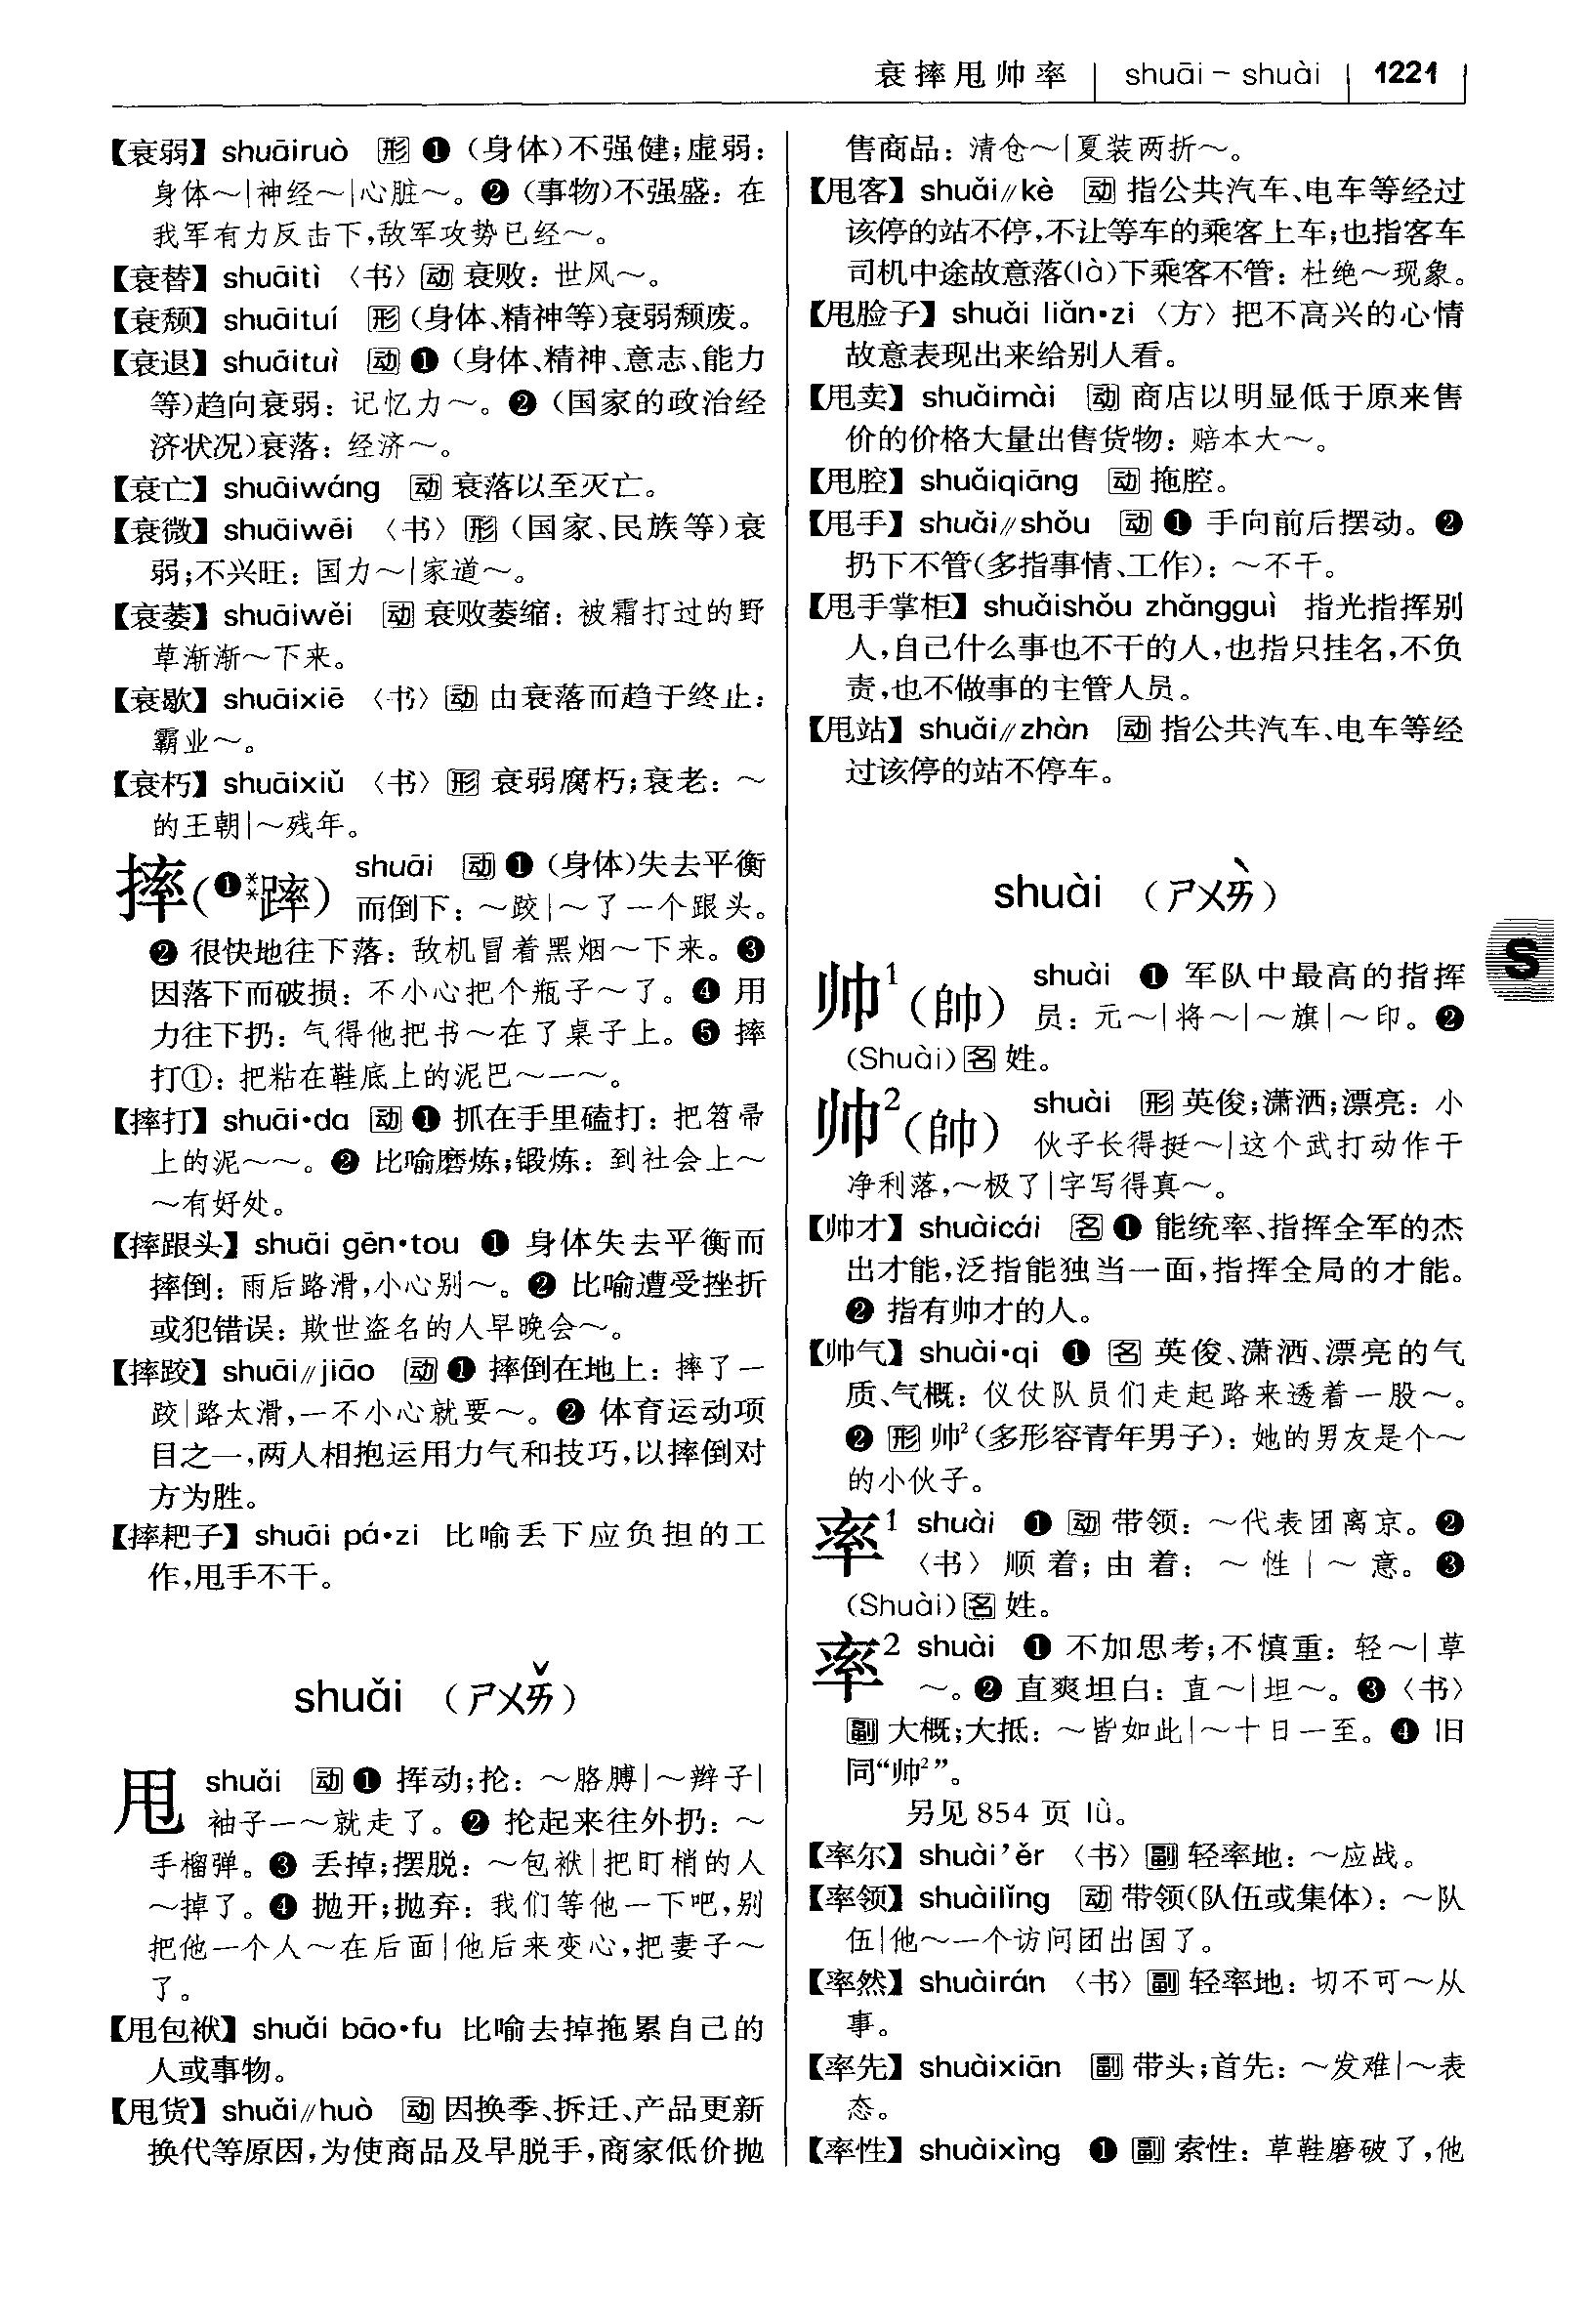 衰摔甩帅率 | shuāi – shuài | 1221
【衰弱】 shuāiruò 形 ❶ (身体)不强健;虚弱:
身体～|神经～|心脏～。❷ (事物)不强盛: 在
我军有力反击下,敌军攻势已经～。
【衰替】 shuāitì 〈书〉 动 衰败: 世风～。
【衰颓】 shuāituí 形 (身体、精神等)衰弱颓废。
【衰退】 shuāituì 动 ❶ (身体、精神、意志、能力
等)趋向衰弱: 记忆力～。❷ (国家的政治经
济状况)衰落: 经济～。
【衰亡】 shuāiwáng 动 衰落以至灭亡。
【衰微】 shuāiwēi 〈书〉 形 (国家、民族等)衰
弱;不兴旺: 国力～|家道～。
【衰萎】 shuāiwěi 动 衰败萎缩: 被霜打过的野
草渐渐～下来。
【衰歇】 shuāixiē 〈书〉 动 由衰落而趋于终止:
霸业～。
【衰朽】 shuāixiǔ 〈书〉 形 衰弱腐朽;衰老: ～
的王朝|～残年。
摔(❶**踤) shuāi 动 ❶ (身体)失去平衡
而倒下: ～跤|～了一个跟头。
❷ 很快地往下落: 敌机冒着黑烟～下来。❸
因落下而破损: 不小心把个瓶子～了。❹ 用
力往下扔: 气得他把书～在了桌子上。❺ 摔
打①: 把粘在鞋底上的泥巴～一～。
【摔打】 shuāi•da 动 ❶ 抓在手里磕打: 把笤帚
上的泥～～。❷ 比喻磨炼;锻炼: 到社会上～
～有好处。
【摔跟头】 shuāi gēn•tou ❶ 身体失去平衡而
摔倒: 雨后路滑,小心别～。❷ 比喻遭受挫折
或犯错误: 欺世盗名的人早晚会～。
【摔跤】 shuāi//jiāo 动 ❶ 摔倒在地上: 摔了一
跤|路太滑,一不小心就要～。❷ 体育运动项
目之一,两人相抱运用力气和技巧,以摔倒对
方为胜。
【摔耙子】 shuāi pá•zi 比喻丢下应负担的工
作,甩手不干。
shuǎi (ㄕㄨㄞˇ)
甩 shuǎi 动 ❶ 挥动;抡: ～胳膊|～辫子|
袖子一～就走了。❷ 抡起来往外扔: ～
手榴弹。❸ 丢掉;摆脱: ～包袱|把盯梢的人
～掉了。❹ 抛开;抛弃: 我们等他一下吧,别
把他一个人～在后面|他后来变心,把妻子～
了。
【甩包袱】 shuǎi bāo•fu 比喻去掉拖累自己的
人或事物。
【甩货】 shuǎi//huò 动 因换季、拆迁、产品更新
换代等原因,为使商品及早脱手,商家低价抛
售商品: 清仓～|夏装两折～。
【甩客】 shuǎi//kè 动 指公共汽车、电车等经过
该停的站不停,不让等车的乘客上车;也指客车
司机中途故意落(là)下乘客不管: 杜绝～现象。
【甩脸子】 shuǎi liǎn•zi 〈方〉 把不高兴的心情
故意表现出来给别人看。
【甩卖】 shuǎimài 动 商店以明显低于原来售
价的价格大量出售货物: 赔本大～。
【甩腔】 shuǎiqiāng 动 拖腔。
【甩手】 shuǎi//shǒu 动 ❶ 手向前后摆动。❷
扔下不管(多指事情、工作): ～不干。
【甩手掌柜】 shuǎishǒu zhǎngguì 指光指挥别
人,自己什么事也不干的人,也指只挂名,不负
责,也不做事的主管人员。
【甩站】 shuǎi//zhàn 动 指公共汽车、电车等经
过该停的站不停车。
shuài (ㄕㄨㄞˋ)
S
帅¹(帥) shuài ❶ 军队中最高的指挥
员: 元～|将～|～旗|～印。❷
(Shuài) 名 姓。
帅²(帥) shuài 形 英俊;潇洒;漂亮: 小
伙子长得挺～|这个武打动作干
净利落,～极了|字写得真～。
【帅才】 shuàicái 名 ❶ 能统率、指挥全军的杰
出才能,泛指能独当一面,指挥全局的才能。
❷ 指有帅才的人。
【帅气】 shuài•qi ❶ 名 英俊、潇洒、漂亮的气
质、气概: 仪仗队员们走起路来透着一股～。
❷ 形 帅²(多形容青年男子): 她的男友是个～
的小伙子。
率¹ shuài ❶ 动 带领: ～代表团离京。❷
〈书〉 顺着;由着: ～性|～意。❸
(Shuài) 名 姓。
率² shuài ❶ 不加思考;不慎重: 轻～|草
～。❷ 直爽坦白: 直～|坦～。❸ 〈书〉
副 大概;大抵: ～皆如此|～十日一至。❹ 旧
同“帅²”。
另见 854 页 lǜ。
【率尔】 shuài’ěr 〈书〉 副 轻率地: ～应战。
【率领】 shuàilǐng 动 带领(队伍或集体): ～队
伍|他～一个访问团出国了。
【率然】 shuàirán 〈书〉 副 轻率地: 切不可～从
事。
【率先】 shuàixiān 副 带头;首先: ～发难|～表
态。
【率性】 shuàixìng ❶ 副 索性: 草鞋磨破了,他